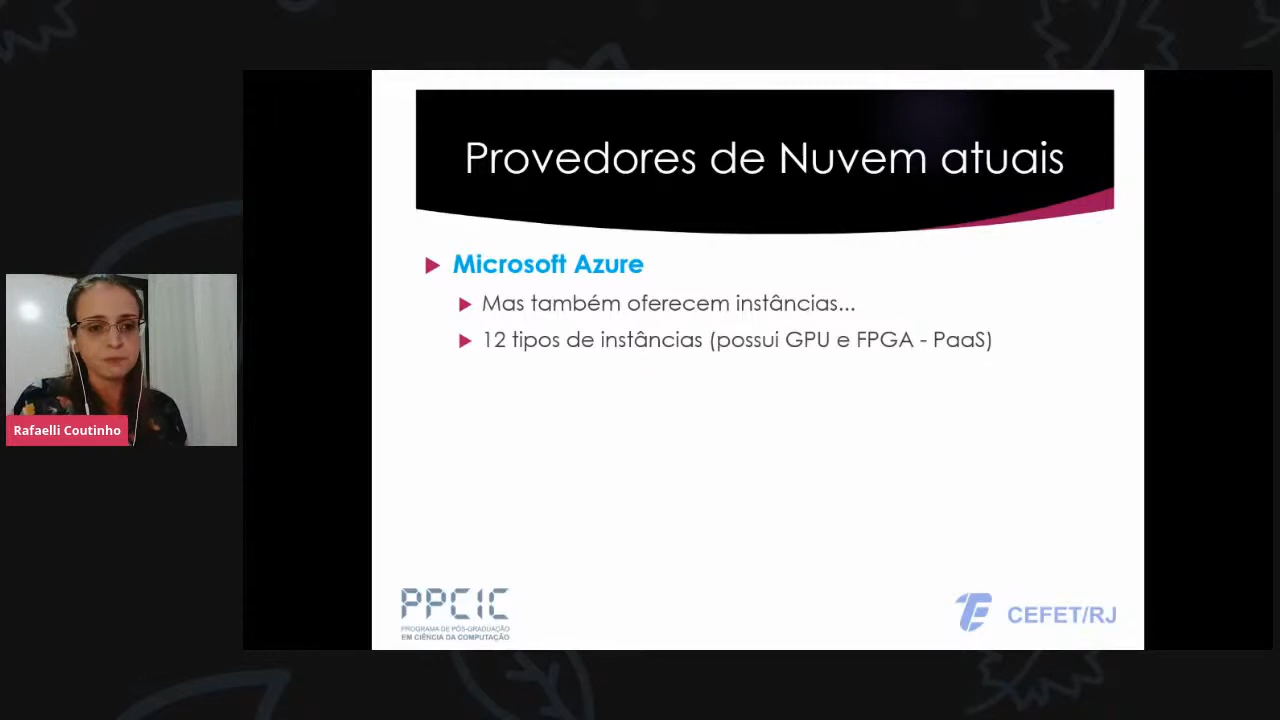 Provedores de Nuvem atuais
Microsoft Azure
Mas também oferecem instâncias...
12 tipos de instâncias (possui GPU e FPGA - PaaS)
Rafaelli Coutinho
PPCIC
PROGRAMA DE PÓS-GRADUAÇÃO
EM CIÊNCIA DA COMPUTAÇÃO
CEFET/RJ